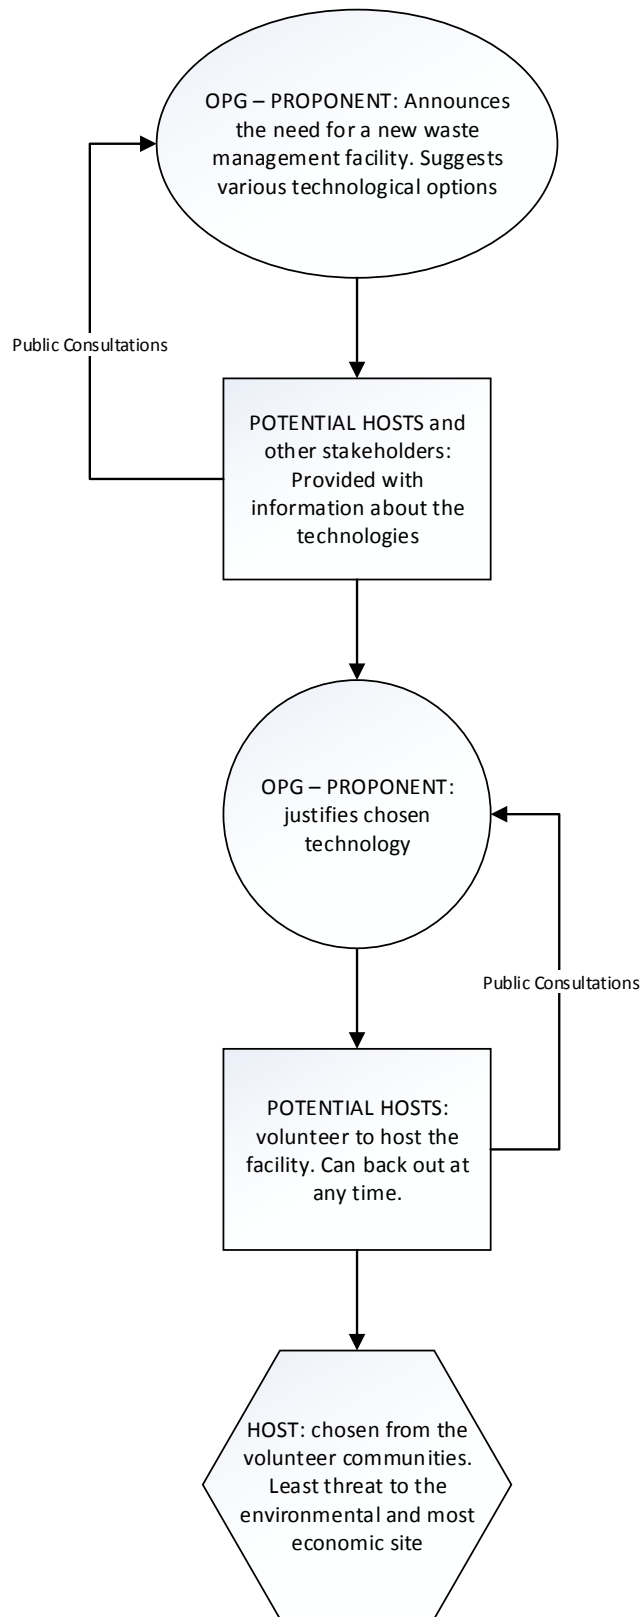 OPG – PROPONENT: Announces
the need for a new waste
management facility. Suggests
various technological options
Public Consultations
POTENTIAL HOSTS and
other stakeholders:
Provided with
information about the
technologies
OPG – PROPONENT:
justifies chosen
technology
Public Consultations
POTENTIAL HOSTS:
volunteer to host the
facility. Can back out at
any time.
HOST: chosen from the
volunteer communities.
Least threat to the
environmental and most
economic site